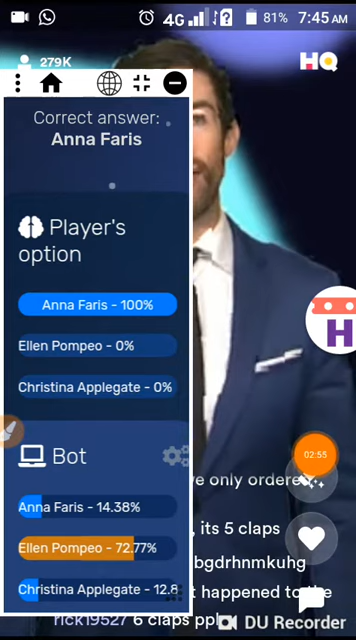 4G 81% 7:45 AM
279K
HQ
Correct answer:
Anna Faris
Player's
option
Anna Faris - 100%
Ellen Pompeo - 0%
Christina Applegate - 0%
H
Bot
02:55
Anna Faris - 14.38%
ve only ordere
Ellen Pompeo - 72.77%
, its 5 claps
bgdrhnmkuhg
Christina Applegate - 12.8
t happened to the
rick19527 6 claps ppl
DU Recorder